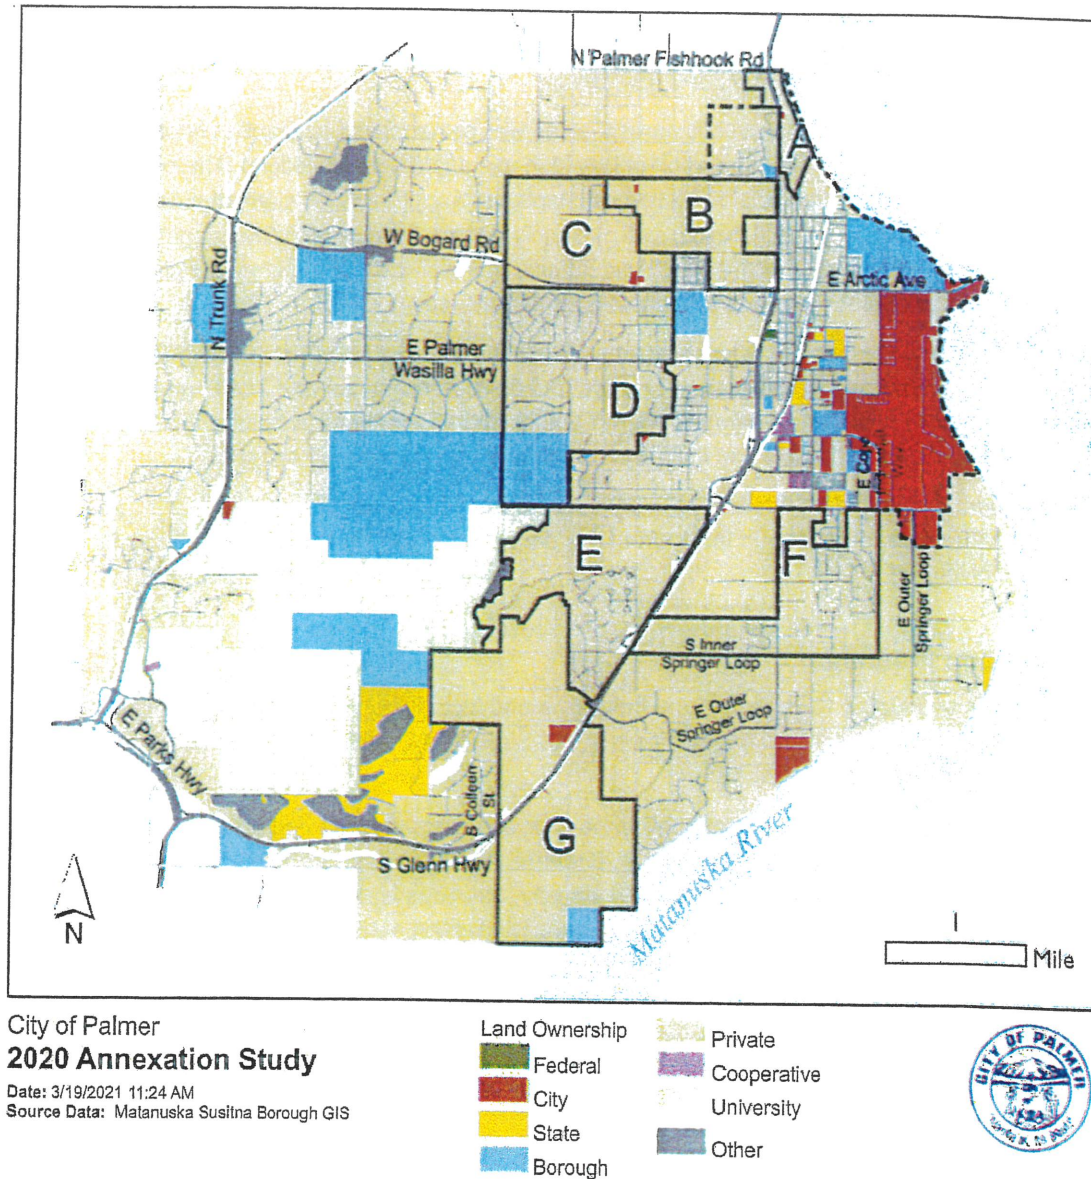 N Palmer Fishhook Rd
A
B
C
W Bogard Rd
N Trunk Rd
E Arctic Ave
E Palmer
Wasilla Hwy
D
E
F
E Outer
Springer Loop
S Inner
Springer Loop
E Outer
Springer Loop
E Parks Hwy
S Colleen
St
G
S Glenn Hwy
Matanuska River
N
1
Mile
City of Palmer
2020 Annexation Study
Date: 3/19/2021 11:24 AM
Source Data: Matanuska Susitna Borough GIS
Land Ownership
Federal
City
State
Borough
Private
Cooperative
University
Other
CITY OF PALMER